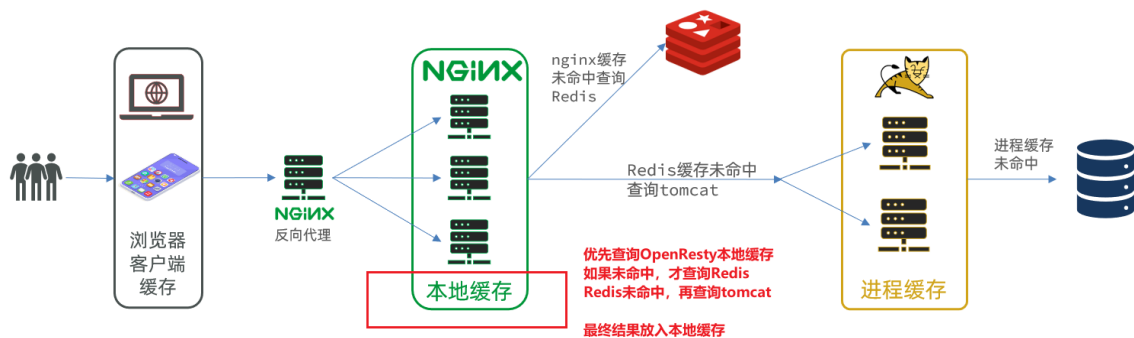 浏览器
客户端
缓存
NGINX
反向代理
NGINX
本地缓存
nginx缓存
未命中查询
Redis
Redis缓存未命中
查询tomcat
优先查询OpenResty本地缓存
如果未命中，才查询Redis
Redis未命中，再查询tomcat
最终结果放入本地缓存
进程缓存
进程缓存
未命中